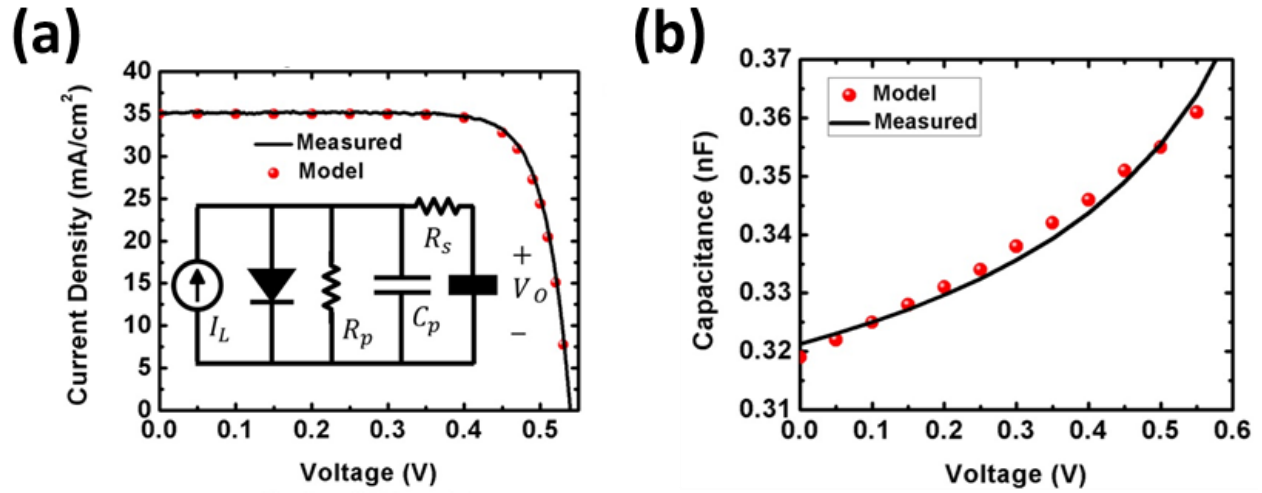 (a)
Current Density (mA/cm²)
40
35
30
25
20
15
10
5
0
Measured
Model
I_L
R_p
C_p
R_s
+
V_O
−
0.0 0.1 0.2 0.3 0.4 0.5
Voltage (V)
(b)
Capacitance (nF)
0.37
0.36
0.35
0.34
0.33
0.32
0.31
Model
Measured
0.0 0.1 0.2 0.3 0.4 0.5 0.6
Voltage (V)